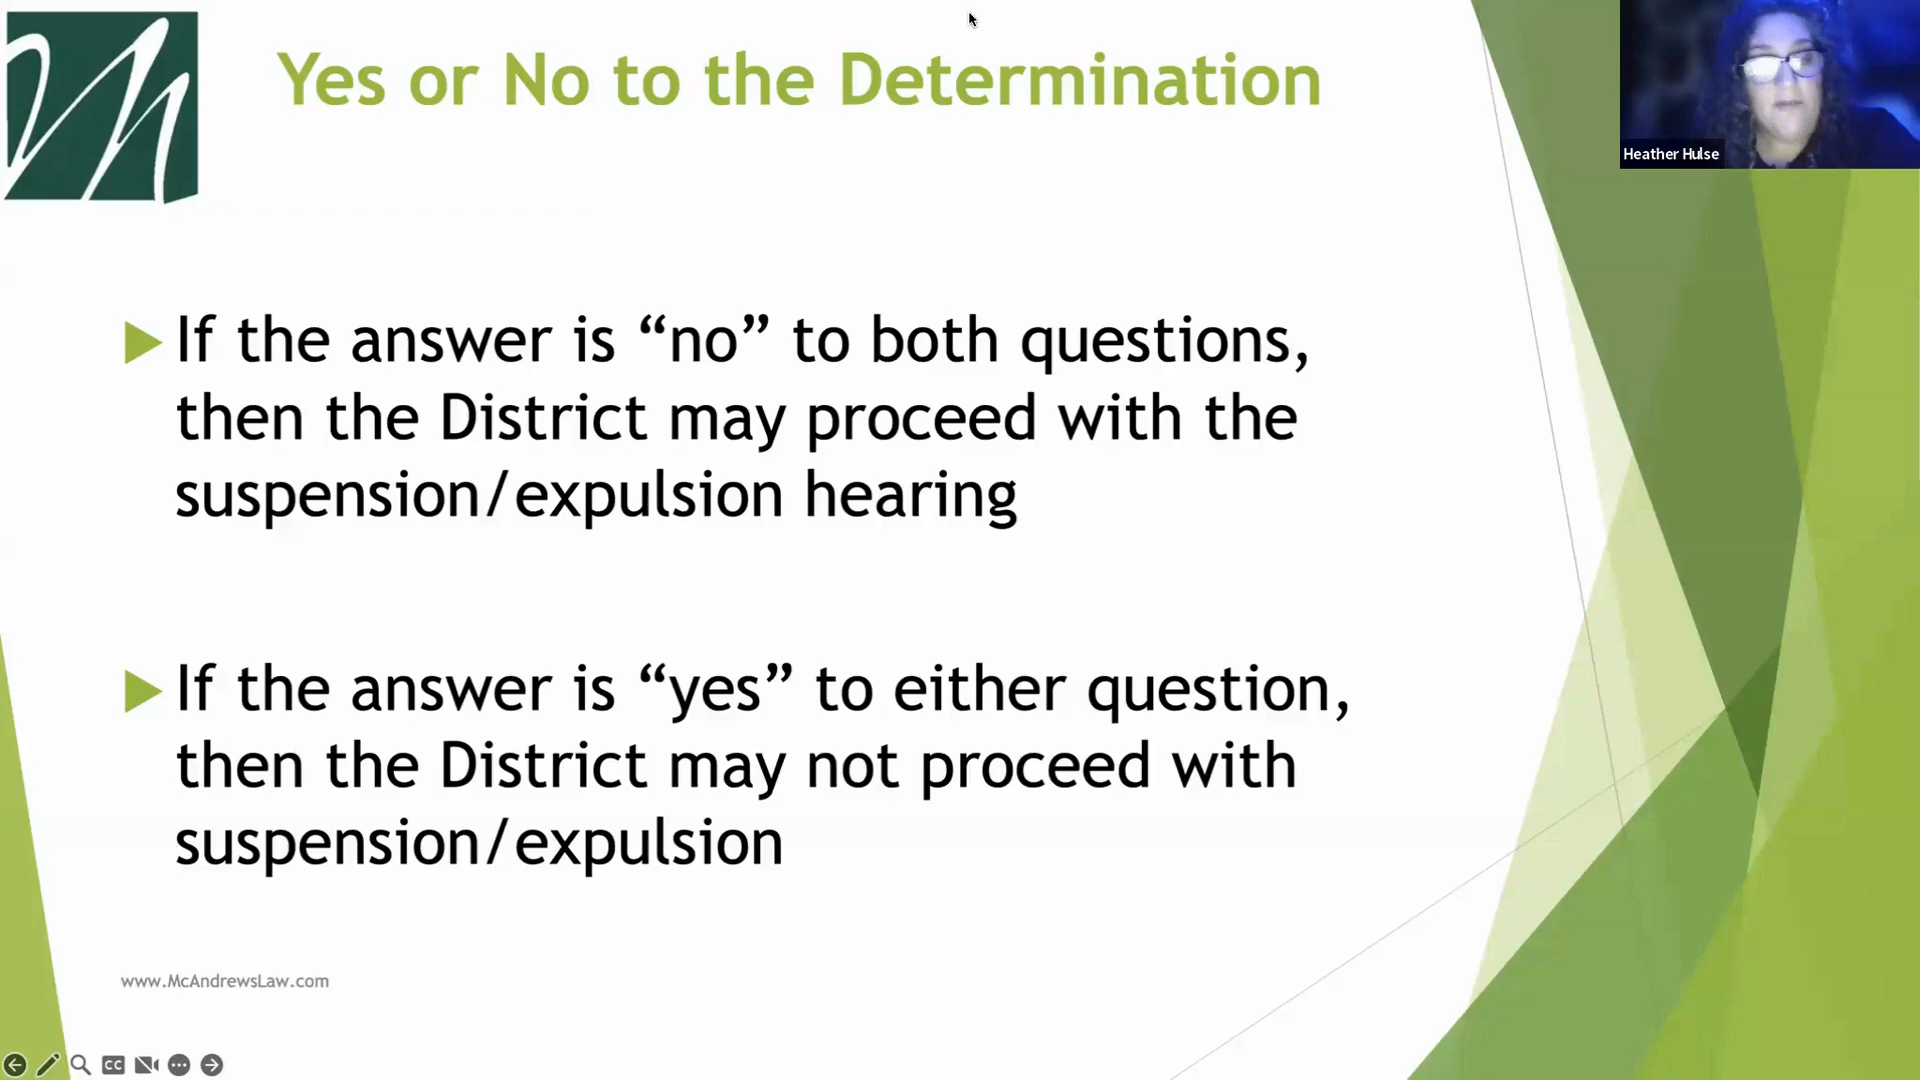 Yes or No to the Determination
Heather Hulse
If the answer is “no” to both questions,
then the District may proceed with the
suspension/expulsion hearing
If the answer is “yes” to either question,
then the District may not proceed with
suspension/expulsion
www.McAndrewsLaw.com
CC